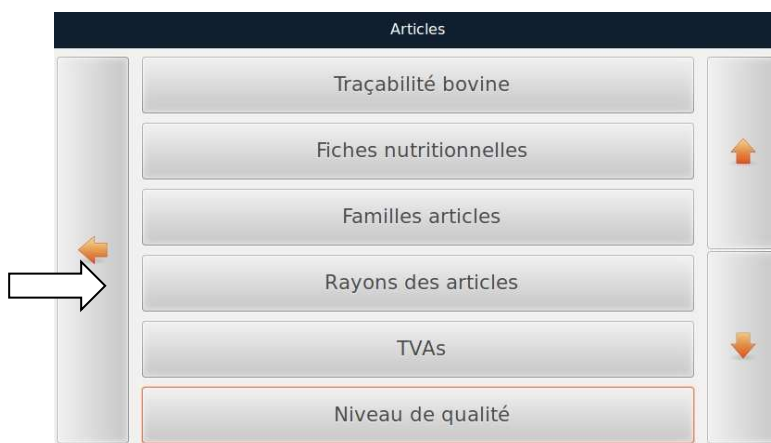 Articles
Traçabilité bovine
Fiches nutritionnelles
Familles articles
Rayons des articles
TVAs
Niveau de qualité